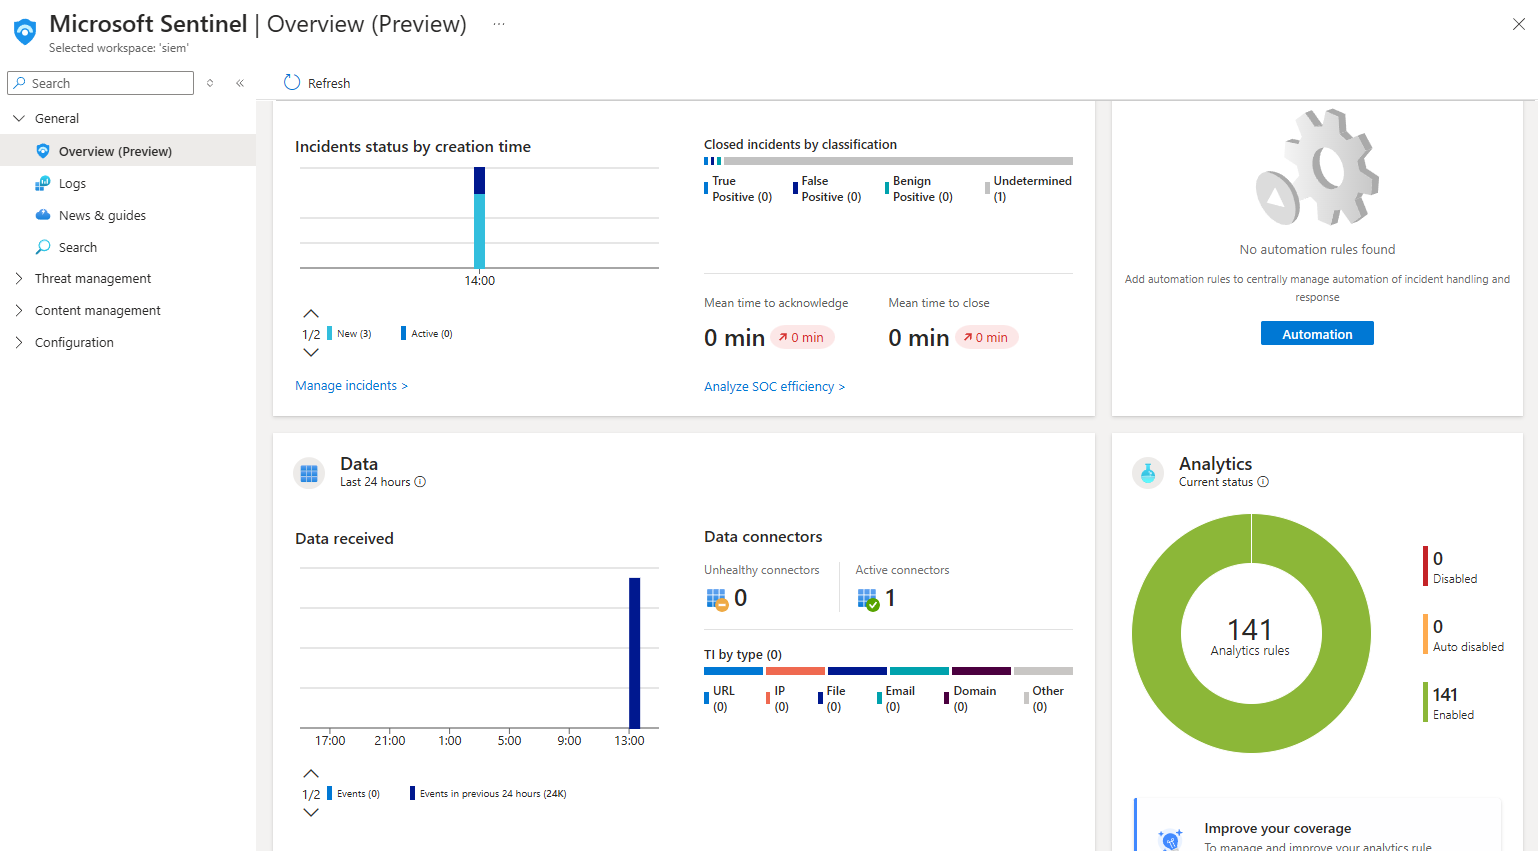 Microsoft Sentinel | Overview (Preview) ···
Selected workspace: 'siem'
Search
«
Refresh
General
Overview (Preview)
Logs
News & guides
Search
Threat management
Content management
Configuration
Incidents status by creation time
14:00
1/2
New (3)
Active (0)
Manage incidents >
Closed incidents by classification
True
Positive (0)
False
Positive (0)
Benign
Positive (0)
Undetermined
(1)
Mean time to acknowledge
0 min
0 min
Mean time to close
0 min
0 min
Analyze SOC efficiency >
No automation rules found
Add automation rules to centrally manage automation of incident handling and
response
Automation
Data
Last 24 hours
Data received
17:00 21:00 1:00 5:00 9:00 13:00
1/2
Events (0)
Events in previous 24 hours (24K)
Data connectors
Unhealthy connectors
0
Active connectors
1
TI by type (0)
URL
(0)
IP
(0)
File
(0)
Email
(0)
Domain
(0)
Other
(0)
Analytics
Current status
141
Analytics rules
0
Disabled
0
Auto disabled
141
Enabled
Improve your coverage
To manage and improve your analytics rule